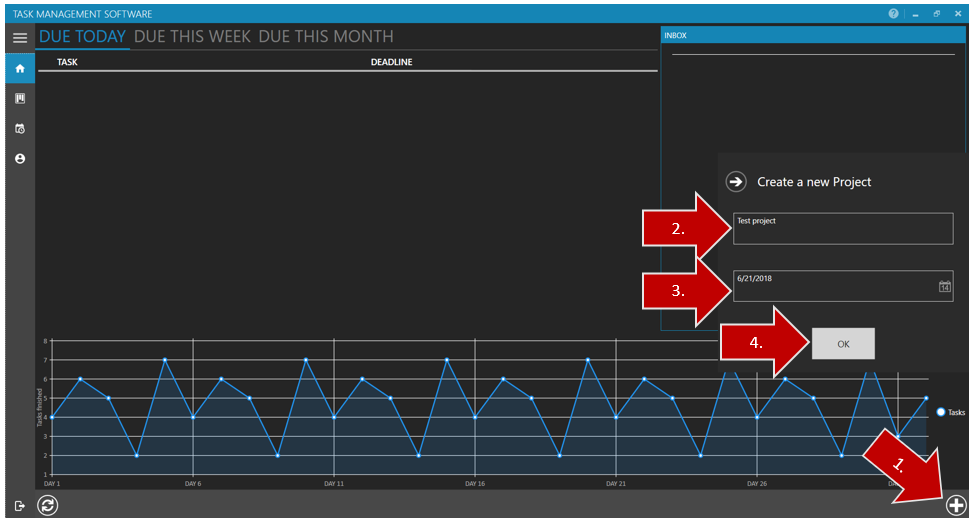 TASK MANAGEMENT SOFTWARE
?
DUE TODAY DUE THIS WEEK DUE THIS MONTH
INBOX
TASK DEADLINE
Create a new Project
2.
Test project
3.
6/21/2018
14
4.
OK
8
7
6
5
4
3
2
1
Tasks finished
Tasks
1.
DAY 1 DAY 6 DAY 11 DAY 16 DAY 21 DAY 26